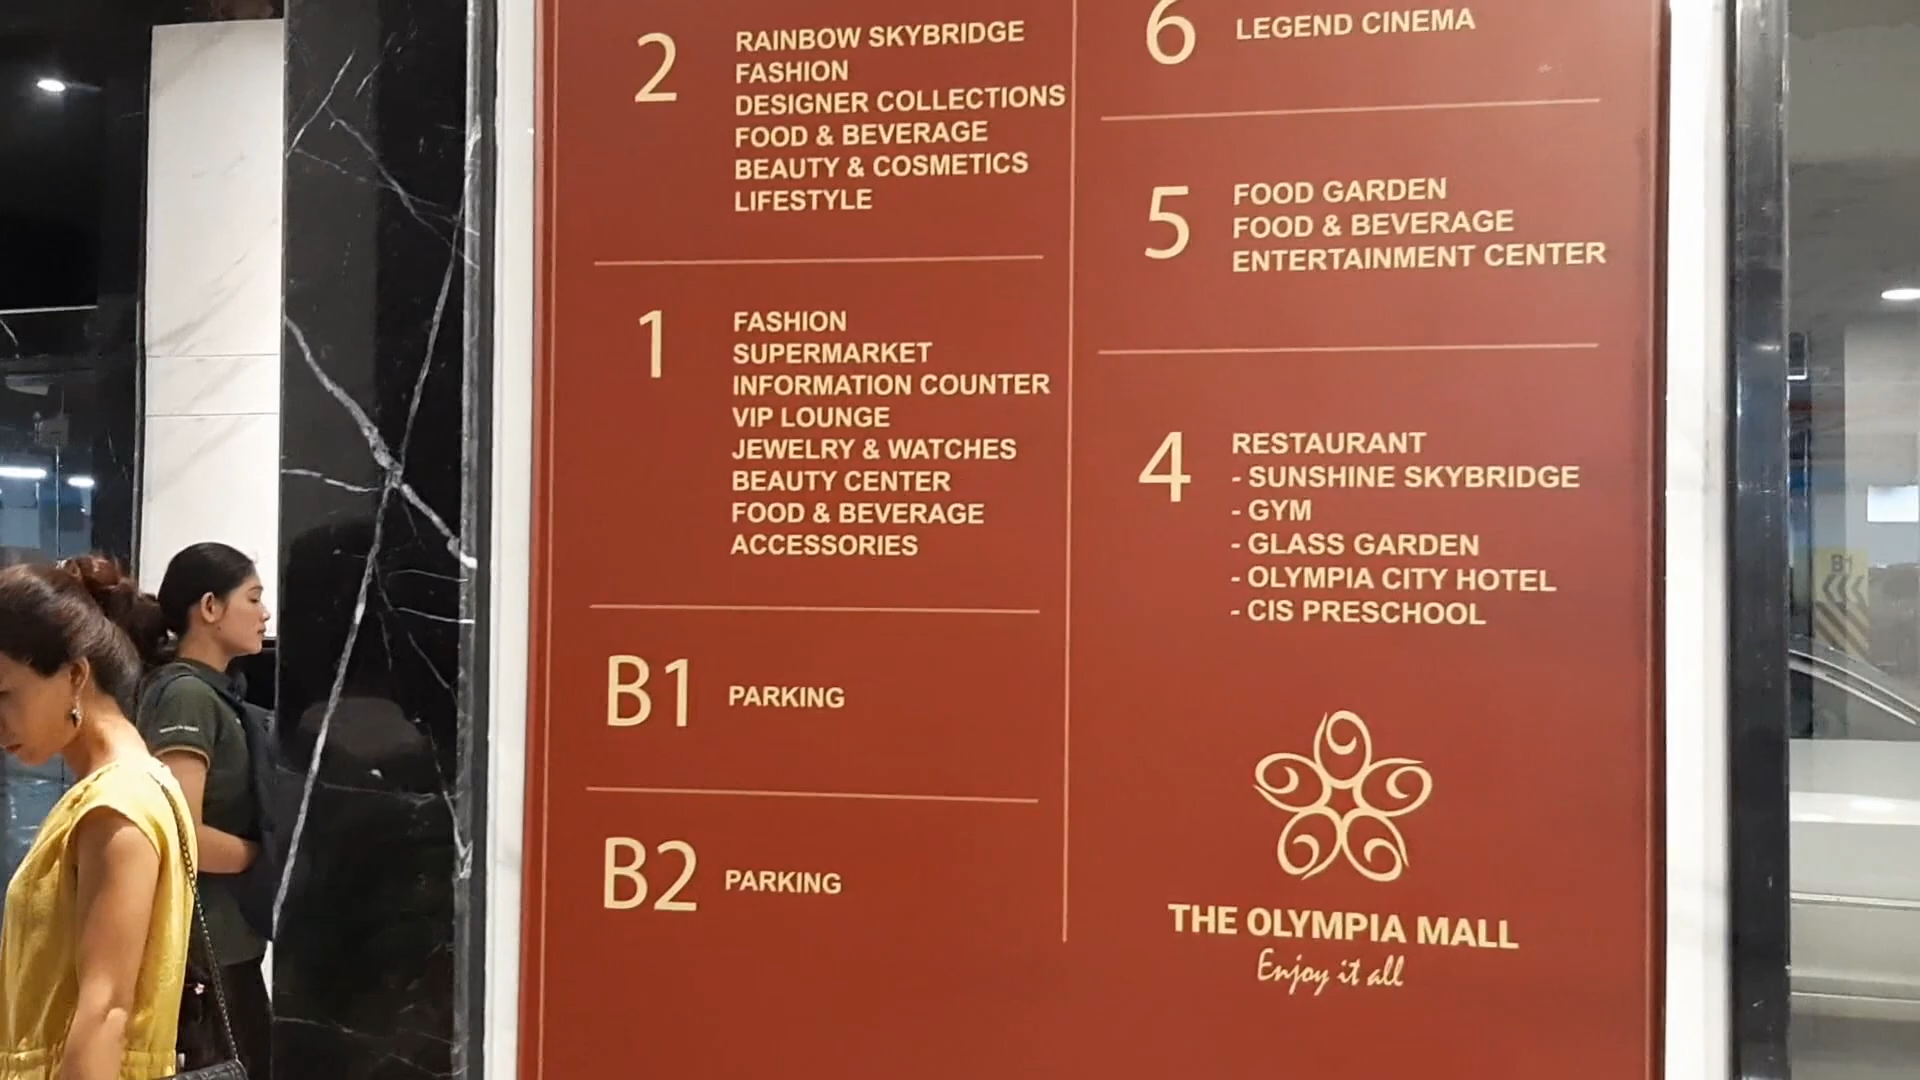 2
RAINBOW SKYBRIDGE
FASHION
DESIGNER COLLECTIONS
FOOD & BEVERAGE
BEAUTY & COSMETICS
LIFESTYLE
1
FASHION
SUPERMARKET
INFORMATION COUNTER
VIP LOUNGE
JEWELRY & WATCHES
BEAUTY CENTER
FOOD & BEVERAGE
ACCESSORIES
B1 PARKING
B2 PARKING
6 LEGEND CINEMA
5
FOOD GARDEN
FOOD & BEVERAGE
ENTERTAINMENT CENTER
4
RESTAURANT
- SUNSHINE SKYBRIDGE
- GYM
- GLASS GARDEN
- OLYMPIA CITY HOTEL
- CIS PRESCHOOL
THE OLYMPIA MALL
Enjoy it all
B1